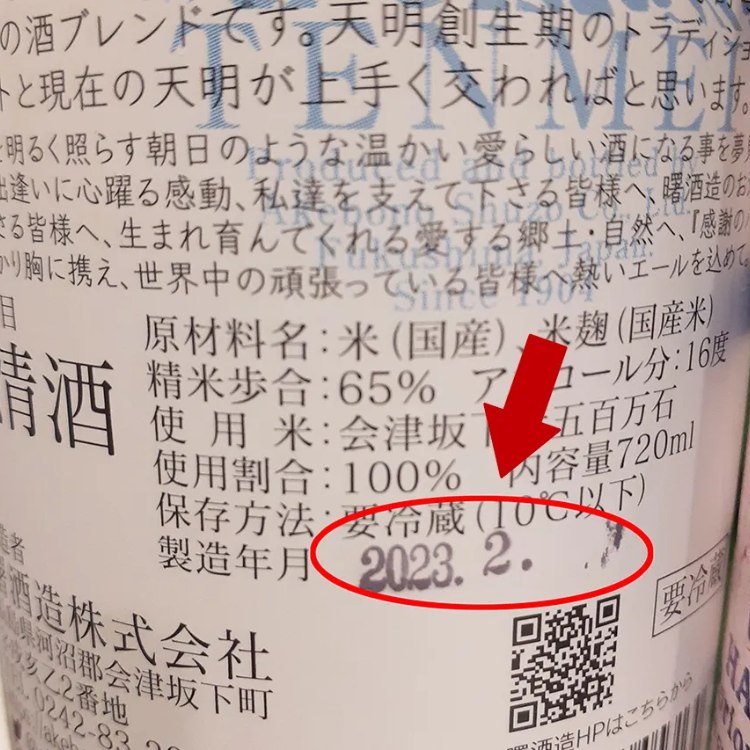 の酒ブレンドです。天明創生期のトラディショ
トと現在の天明が上手く交わればと思います。
明るく照らす朝日のような温かい愛らしい酒になる事を夢見
出逢いに心躍る感動、私達を支えて下さる皆様へ、曙酒造のお
さる皆様へ、生まれ育んでくれる愛する郷土・自然へ、『感謝の
かり胸に携え、世界中の頑張っている皆様へ熱いエールを込めて。
TENMEI
Produced and bottled by
Akebono Shuzo Co., Ltd.
Fukushima, Japan.
Since 1904
目
清酒
原材料名：米(国産)、米麹(国産米)
精米歩合：65% アルコール分：16度
使用米：会津坂下 五百万石
使用割合：100% 内容量720ml
保存方法：要冷蔵(10℃以下)
製造年月 2023. 2.
要冷蔵
造者
酒造株式会社
県河沼郡会津坂下町
乙2番地
0242-83-2
曙酒造HPはこちらから